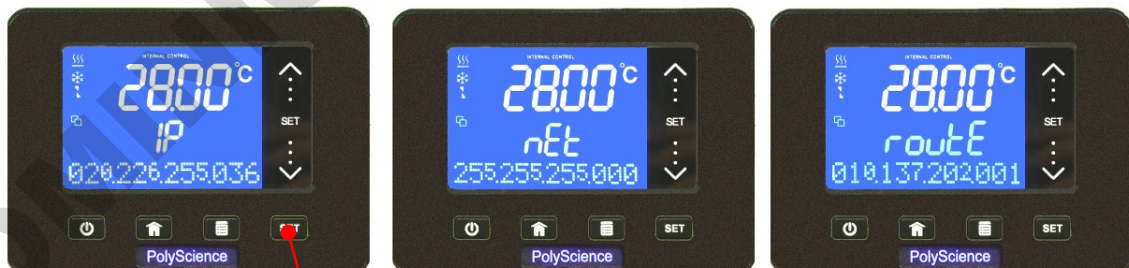 INTERNAL CONTROL
28.00°C
IP
020.226.255.036
SET
SET
PolyScience
INTERNAL CONTROL
28.00°C
nEt
255.255.255.000
SET
SET
PolyScience
INTERNAL CONTROL
28.00°C
routE
010.137.202.001
SET
SET
PolyScience